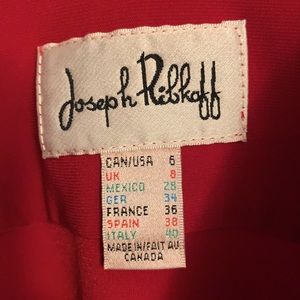 Joseph Ribkoff
CAN/USA 6
UK 8
MEXICO 28
GER 34
FRANCE 36
SPAIN 38
ITALY 40
MADE IN/FAIT AU
CANADA